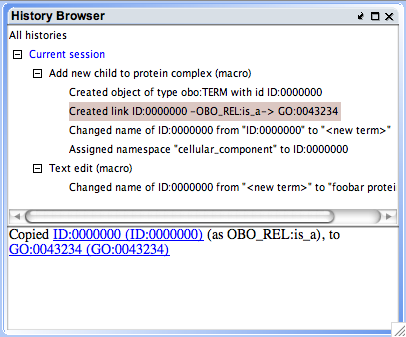 History Browser
All histories
Current session
Add new child to protein complex (macro)
Created object of type obo:TERM with id ID:0000000
Created link ID:0000000 -OBO_REL:is_a-> GO:0043234
Changed name of ID:0000000 from "ID:0000000" to "<new term>"
Assigned namespace "cellular_component" to ID:0000000
Text edit (macro)
Changed name of ID:0000000 from "<new term>" to "foobar protei
Copied ID:0000000 (ID:0000000) (as OBO_REL:is_a), to
GO:0043234 (GO:0043234)